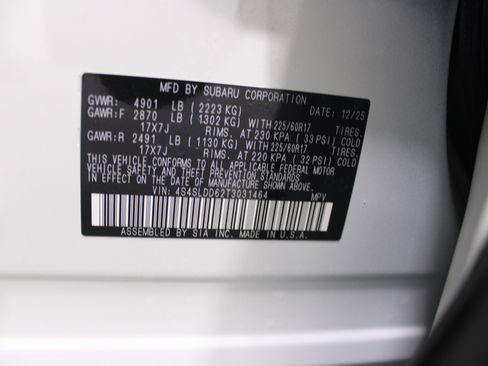 MFD BY SUBARU CORPORATION
GVWR: 4901 LB (2223 KG) DATE: 12/25
GAWR:F 2870 LB (1302 KG) WITH 225/60R17 TIRES,
17X7J RIMS, AT 230 KPA (33 PSI) COLD
GAWR:R 2491 LB (1130 KG) WITH 225/60R17 TIRES,
17X7J RIMS, AT 220 KPA (32 PSI) COLD
THIS VEHICLE CONFORMS TO ALL APPLICABLE FEDERAL MOTOR
VEHICLE SAFETY, BUMPER, AND THEFT PREVENTION STANDARDS
IN EFFECT ON THE DATE OF MANUFACTURE SHOWN ABOVE.
VIN: 4S4SLDD62T3031464 MPV
ASSEMBLED BY SIA INC. MADE IN U.S.A.